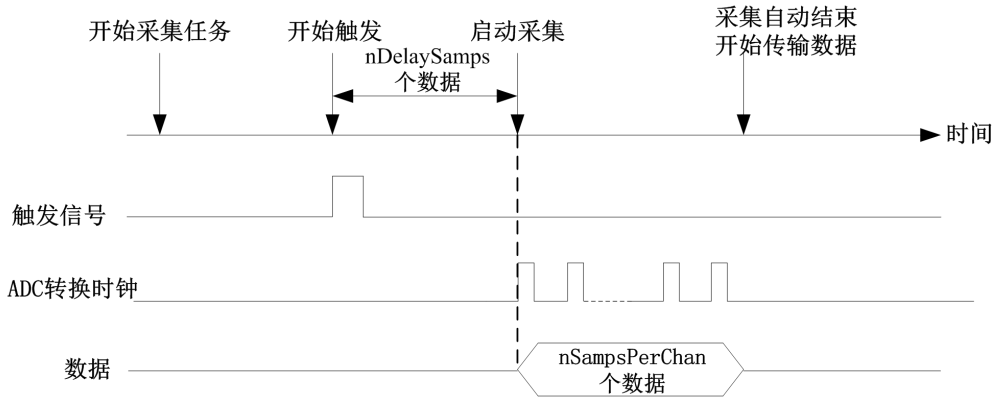 开始采集任务
开始触发
启动采集
采集自动结束
开始传输数据
nDelaySamps
个数据
时间
触发信号
ADC转换时钟
数据
nSampsPerChan
个数据